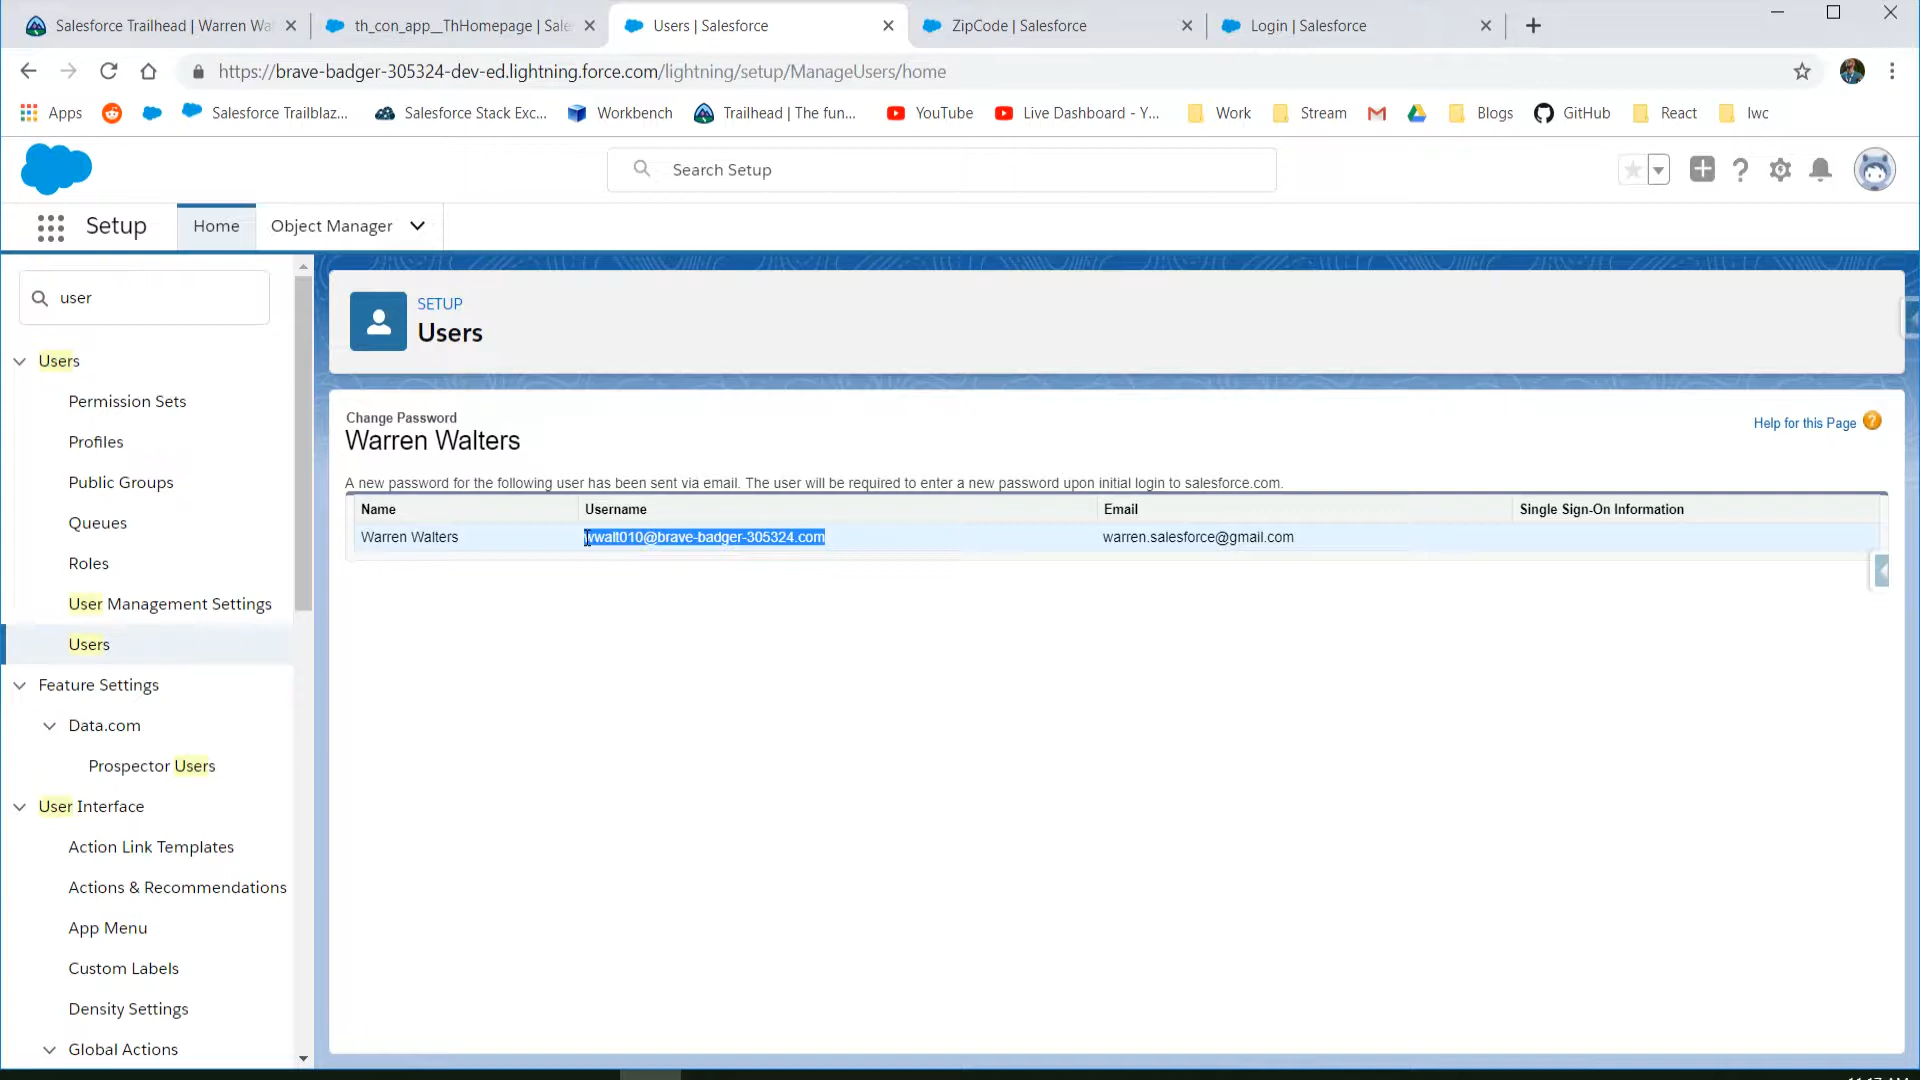 Salesforce Trailhead | Warren Wa
th_con_app__ThHomepage | Sale
Users | Salesforce
ZipCode | Salesforce
Login | Salesforce
https://brave-badger-305324-dev-ed.lightning.force.com/lightning/setup/ManageUsers/home
Apps
Salesforce Trailblaz...
Salesforce Stack Exc...
Workbench
Trailhead | The fun...
YouTube
Live Dashboard - Y...
Work
Stream
Blogs
GitHub
React
lwc
Search Setup
Setup
Home
Object Manager
user
Users
Permission Sets
Profiles
Public Groups
Queues
Roles
User Management Settings
Users
Feature Settings
Data.com
Prospector Users
User Interface
Action Link Templates
Actions & Recommendations
App Menu
Custom Labels
Density Settings
Global Actions
SETUP
Users
Change Password
Warren Walters
Help for this Page
A new password for the following user has been sent via email. The user will be required to enter a new password upon initial login to salesforce.com.
Name Username Email Single Sign-On Information
Warren Walters wwalt010@brave-badger-305324.com warren.salesforce@gmail.com